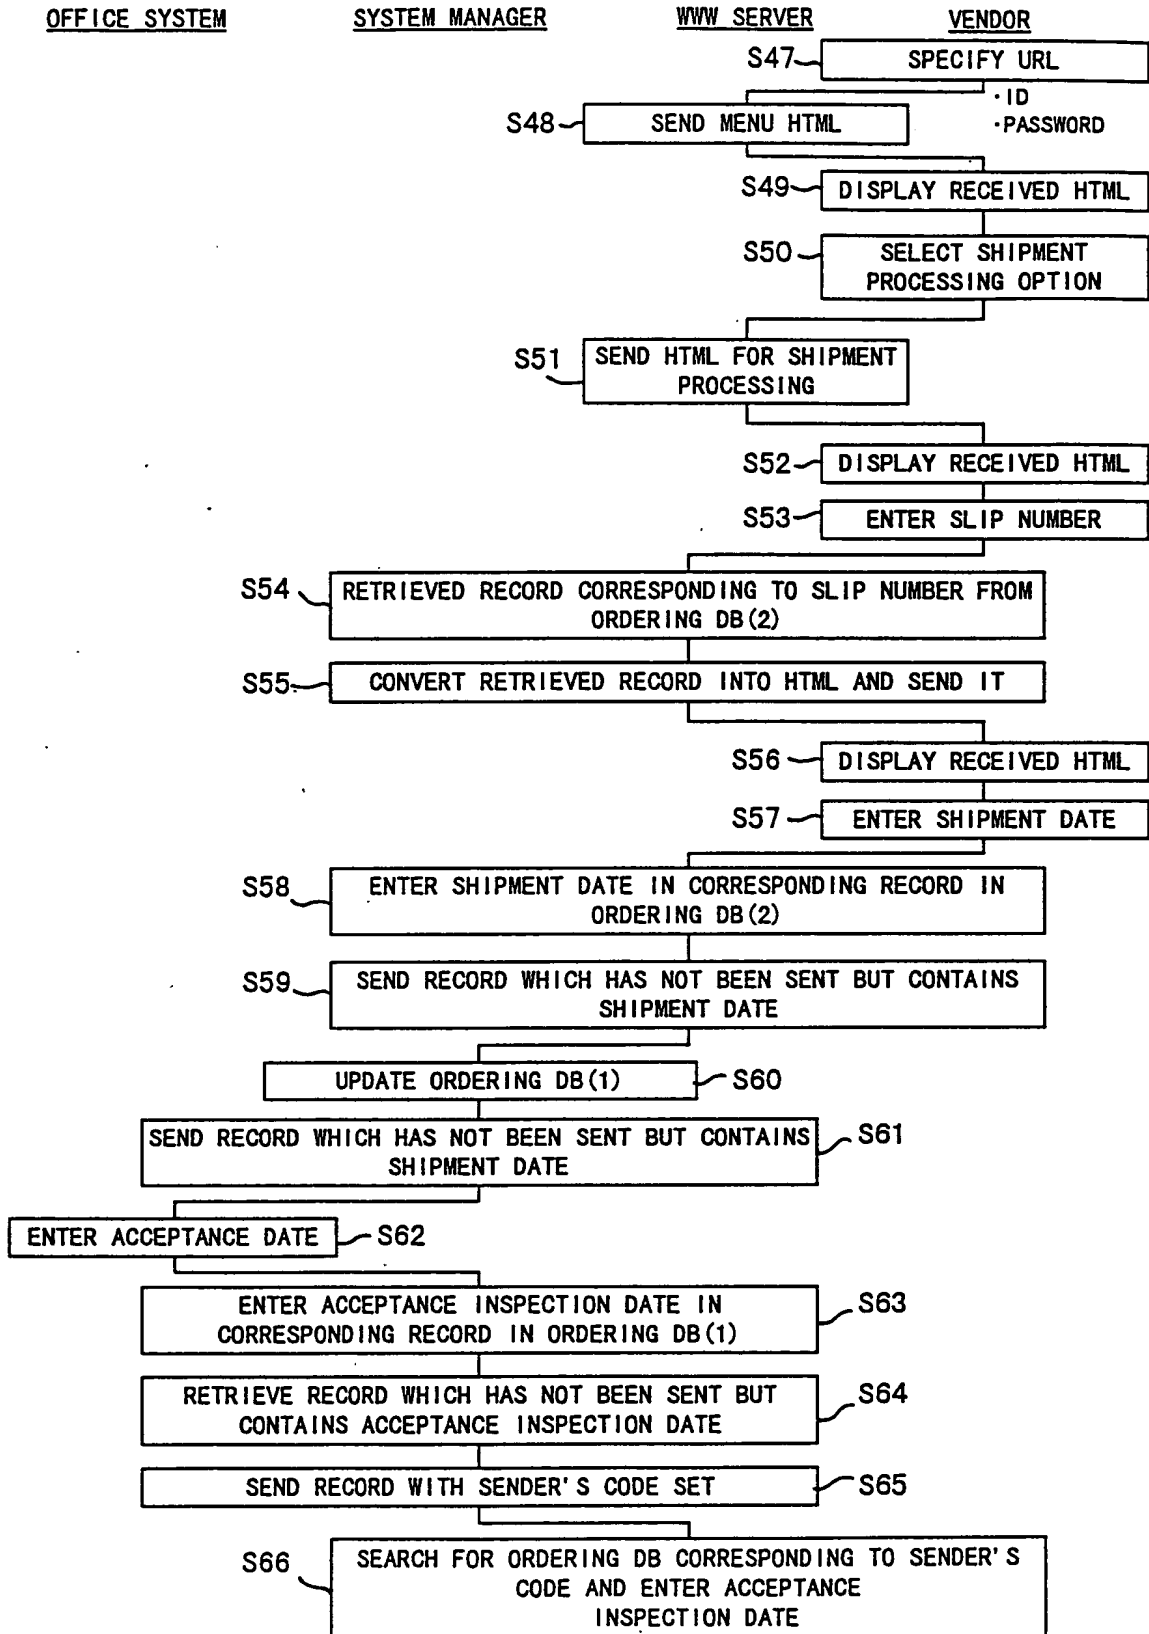 OFFICE SYSTEM SYSTEM MANAGER WWW SERVER VENDOR
S47 SPECIFY URL
·ID
·PASSWORD
S48 SEND MENU HTML
S49 DISPLAY RECEIVED HTML
S50 SELECT SHIPMENT
PROCESSING OPTION
S51 SEND HTML FOR SHIPMENT
PROCESSING
S52 DISPLAY RECEIVED HTML
S53 ENTER SLIP NUMBER
S54 RETRIEVED RECORD CORRESPONDING TO SLIP NUMBER FROM
ORDERING DB(2)
S55 CONVERT RETRIEVED RECORD INTO HTML AND SEND IT
S56 DISPLAY RECEIVED HTML
S57 ENTER SHIPMENT DATE
S58 ENTER SHIPMENT DATE IN CORRESPONDING RECORD IN
ORDERING DB(2)
S59 SEND RECORD WHICH HAS NOT BEEN SENT BUT CONTAINS
SHIPMENT DATE
UPDATE ORDERING DB(1) S60
SEND RECORD WHICH HAS NOT BEEN SENT BUT CONTAINS S61
SHIPMENT DATE
ENTER ACCEPTANCE DATE S62
ENTER ACCEPTANCE INSPECTION DATE IN S63
CORRESPONDING RECORD IN ORDERING DB(1)
RETRIEVE RECORD WHICH HAS NOT BEEN SENT BUT S64
CONTAINS ACCEPTANCE INSPECTION DATE
SEND RECORD WITH SENDER'S CODE SET S65
S66 SEARCH FOR ORDERING DB CORRESPONDING TO SENDER'S
CODE AND ENTER ACCEPTANCE
INSPECTION DATE